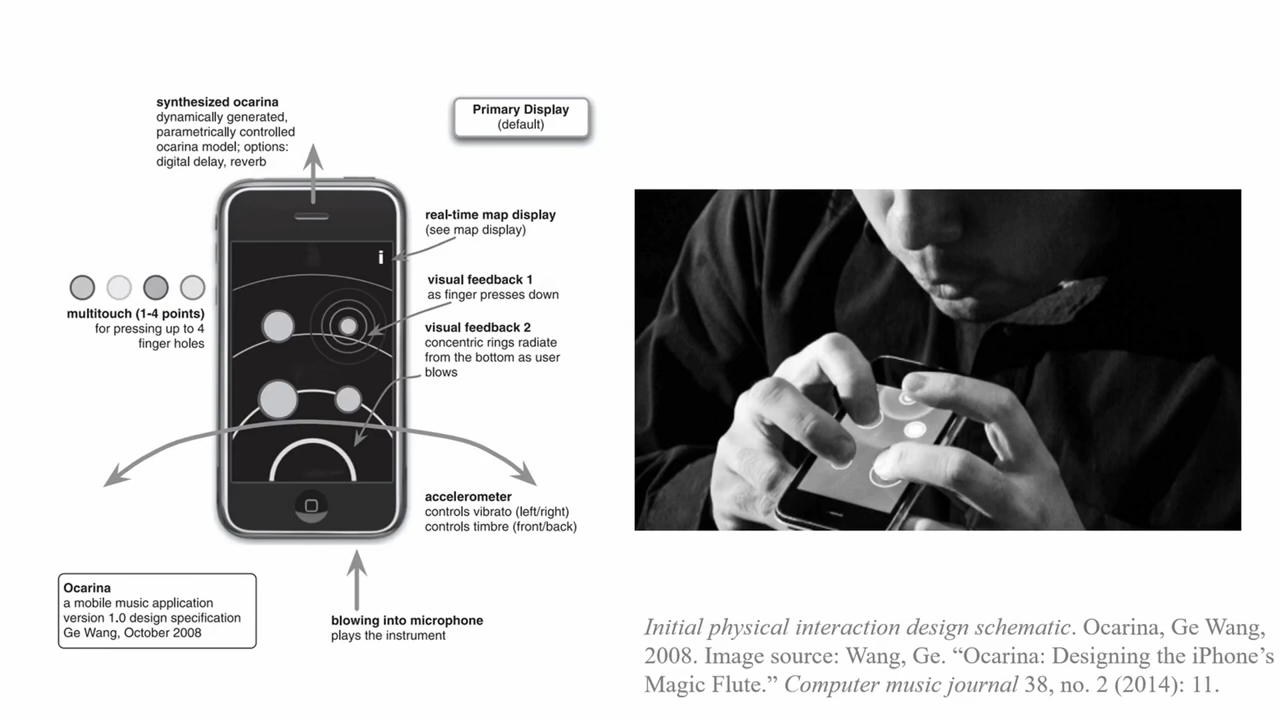 synthesized ocarina
dynamically generated,
parametrically controlled
ocarina model; options:
digital delay, reverb
Primary Display
(default)
real-time map display
(see map display)
i
visual feedback 1
as finger presses down
multitouch (1-4 points)
for pressing up to 4
finger holes
visual feedback 2
concentric rings radiate
from the bottom as user
blows
accelerometer
controls vibrato (left/right)
controls timbre (front/back)
Ocarina
a mobile music application
version 1.0 design specification
Ge Wang, October 2008
blowing into microphone
plays the instrument
Initial physical interaction design schematic. Ocarina, Ge Wang,
2008. Image source: Wang, Ge. “Ocarina: Designing the iPhone’s
Magic Flute.” Computer music journal 38, no. 2 (2014): 11.